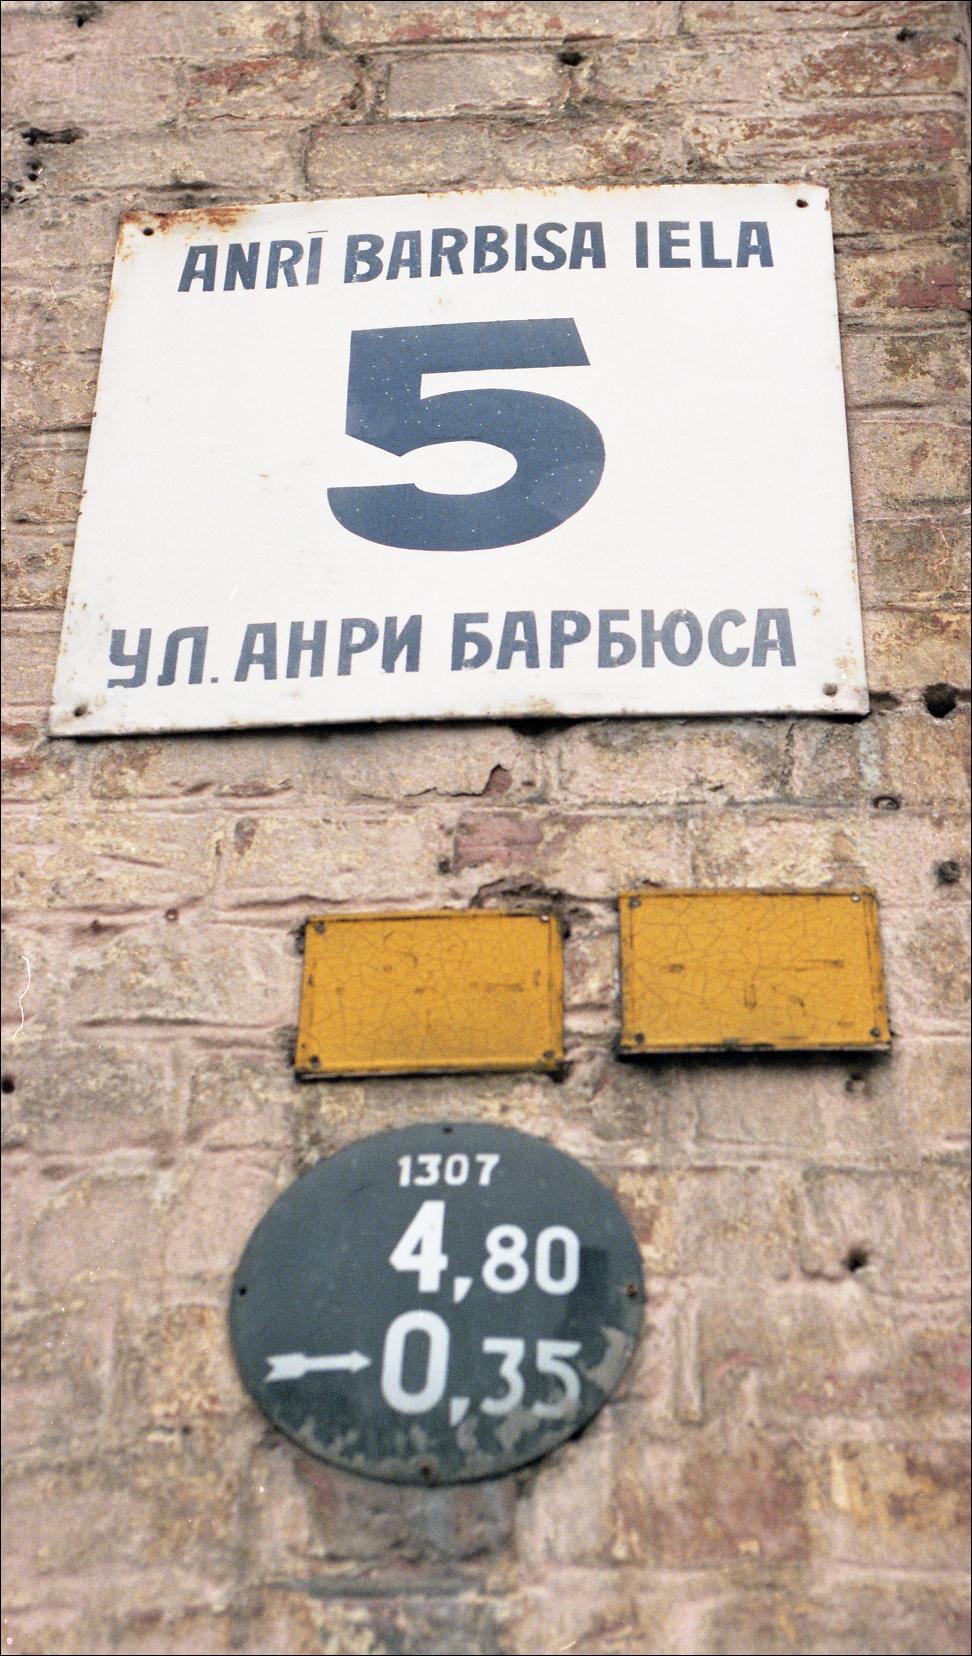 ANRĪ BARBISA IELA
5
УЛ. АНРИ БАРБЮСА
1307
4,80
0,35